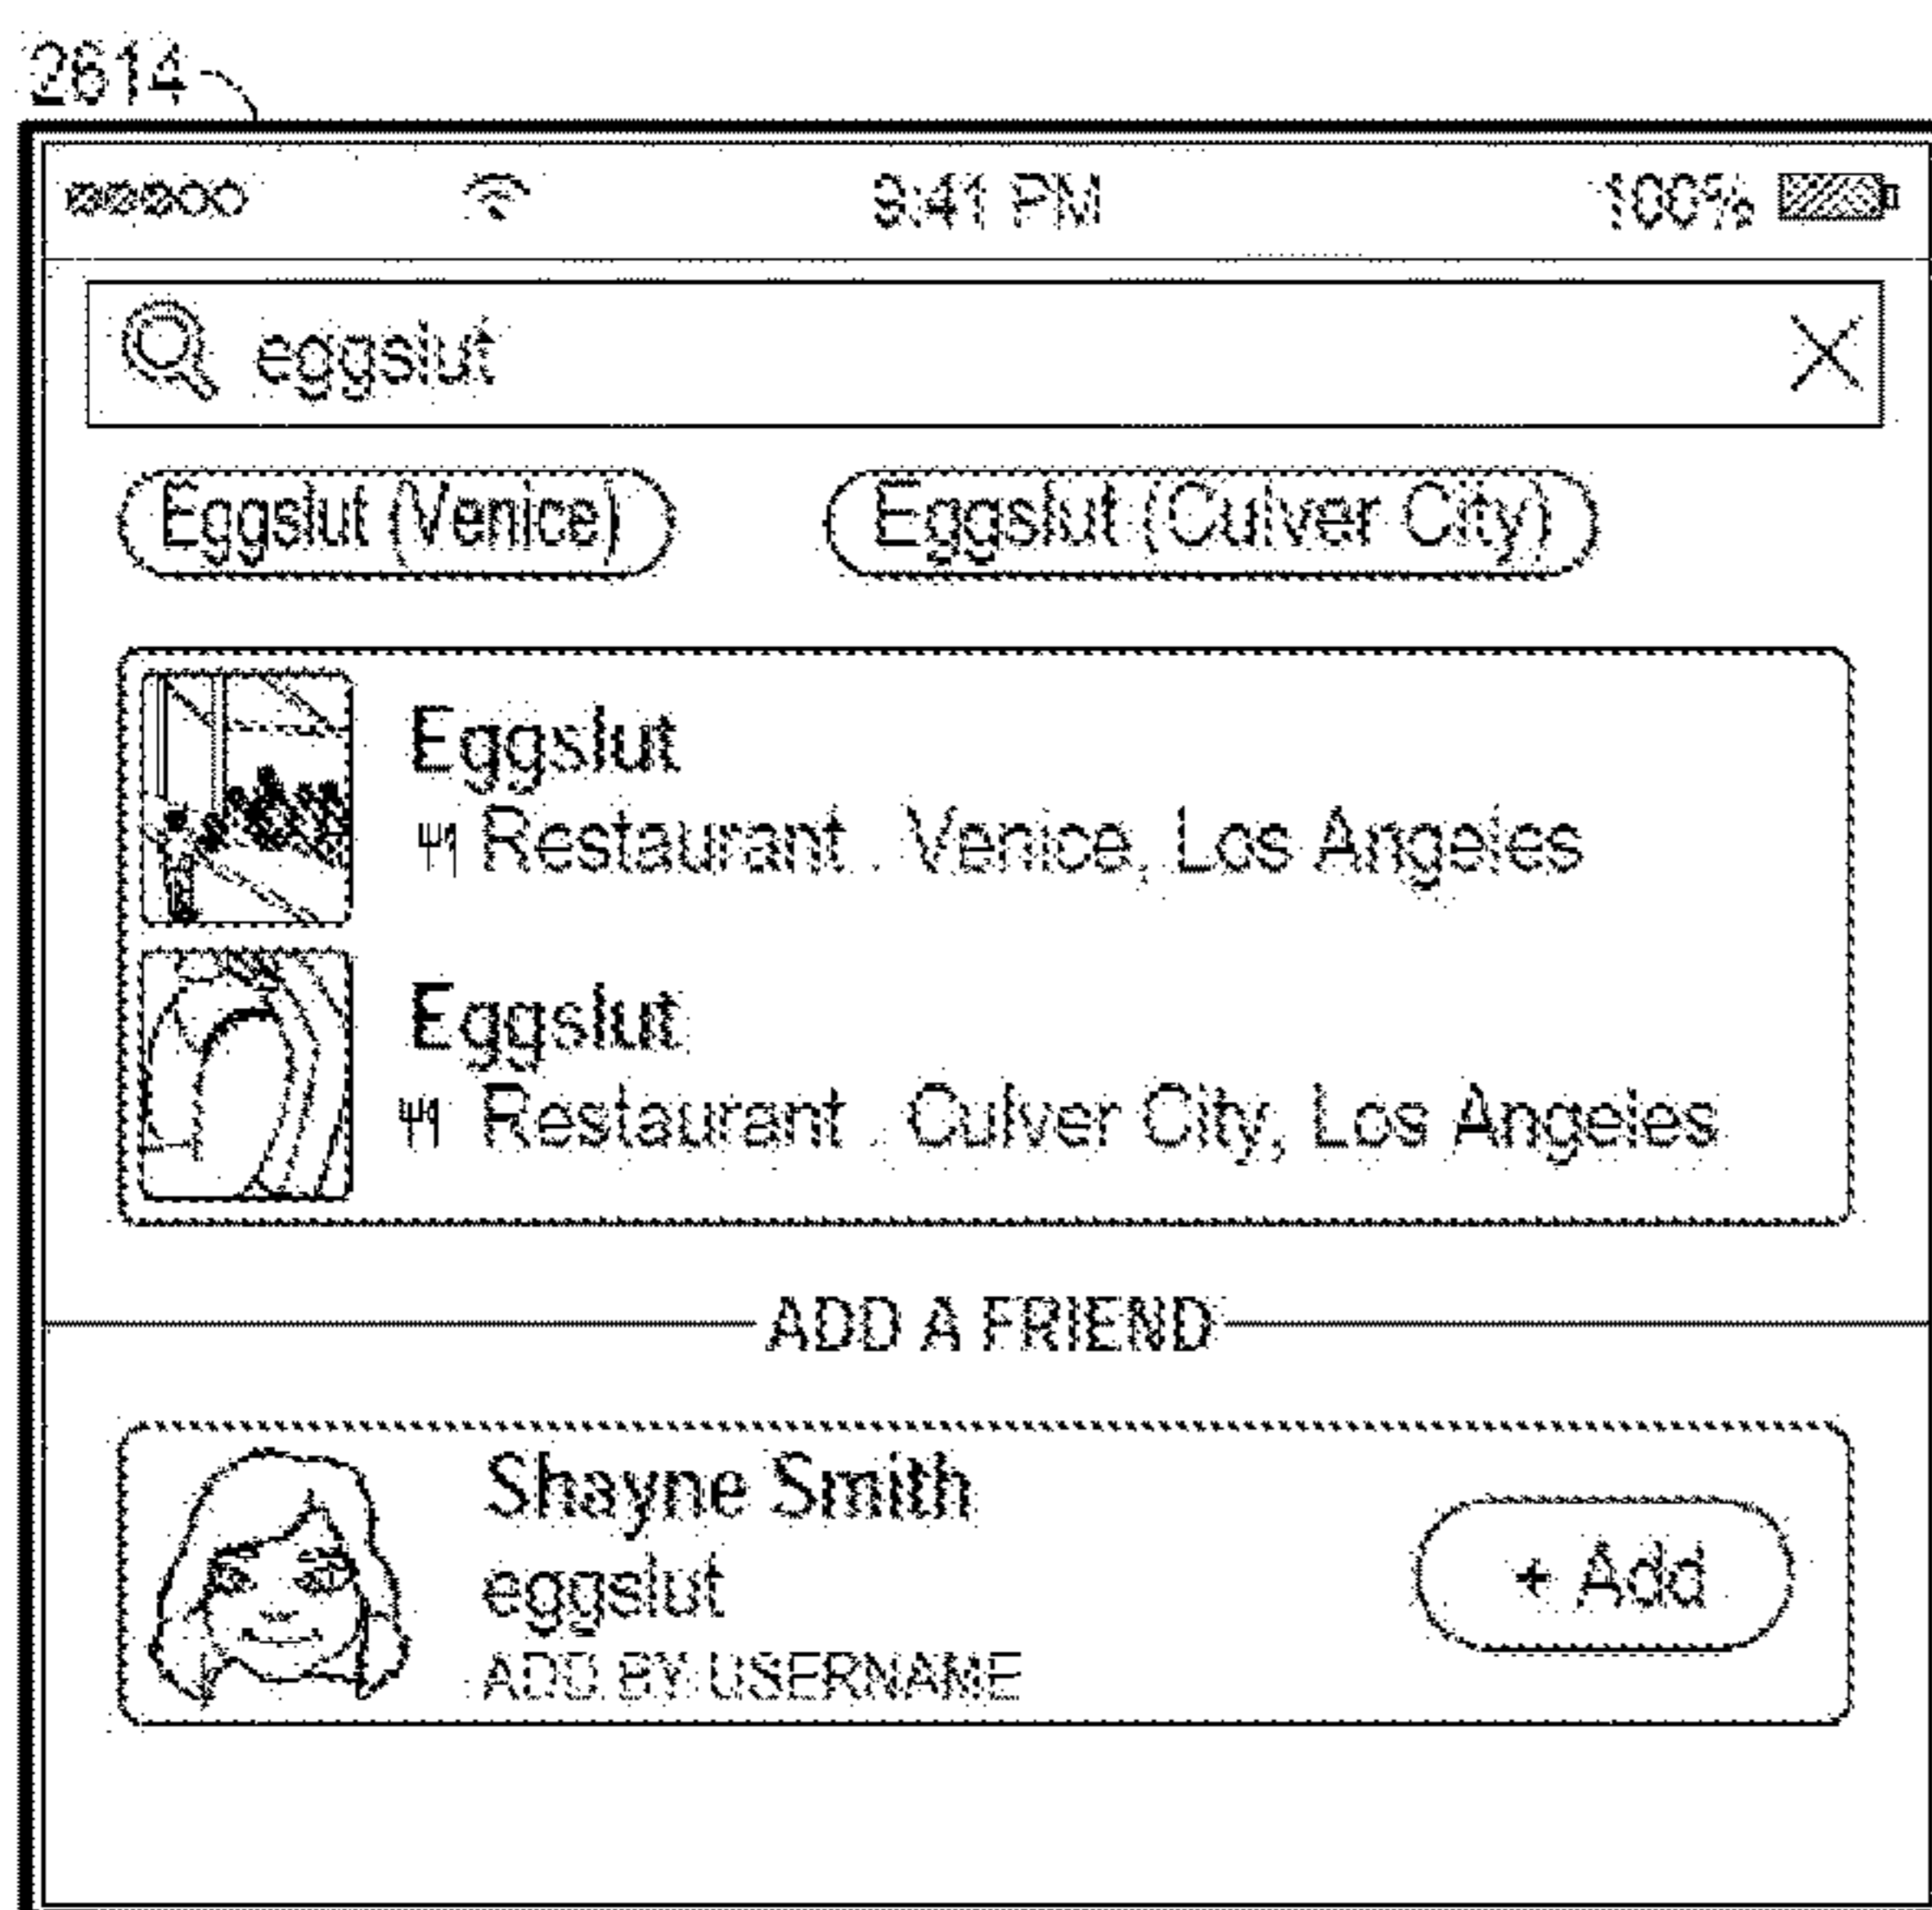 2614
9:41 PM 100%
eggslut
Eggslut (Venice) Eggslut (Culver City)
Eggslut
Restaurant . Venice, Los Angeles
Eggslut
Restaurant . Culver City, Los Angeles
ADD A FRIEND
Shayne Smith
eggslut
+ Add
ADD BY USERNAME